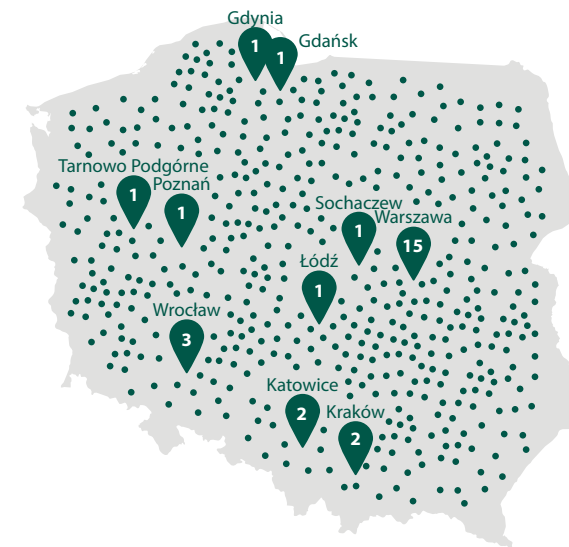 Gdynia
1
Gdańsk
1
Tarnowo Podgórne
1
Poznań
1
Sochaczew
1
Warszawa
15
Łódź
1
Wrocław
3
Katowice
2
Kraków
2